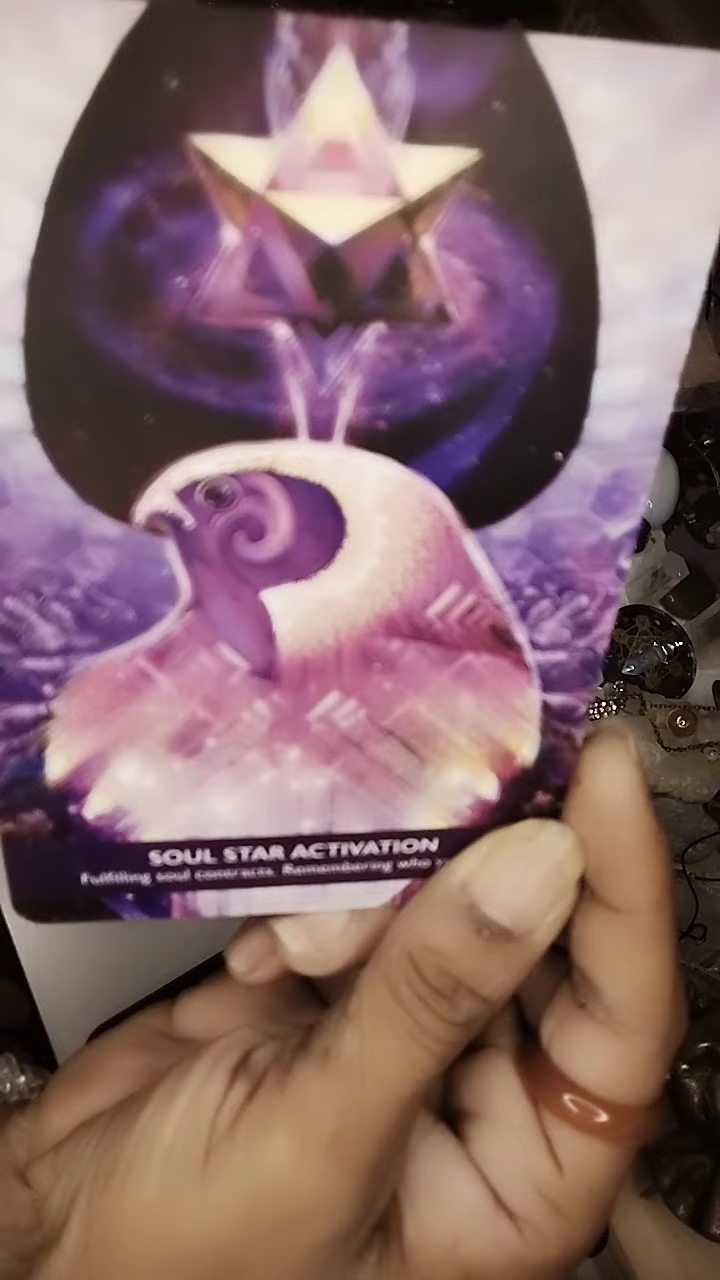 SOUL STAR ACTIVATION
Fulfilling soul contracts. Remembering who